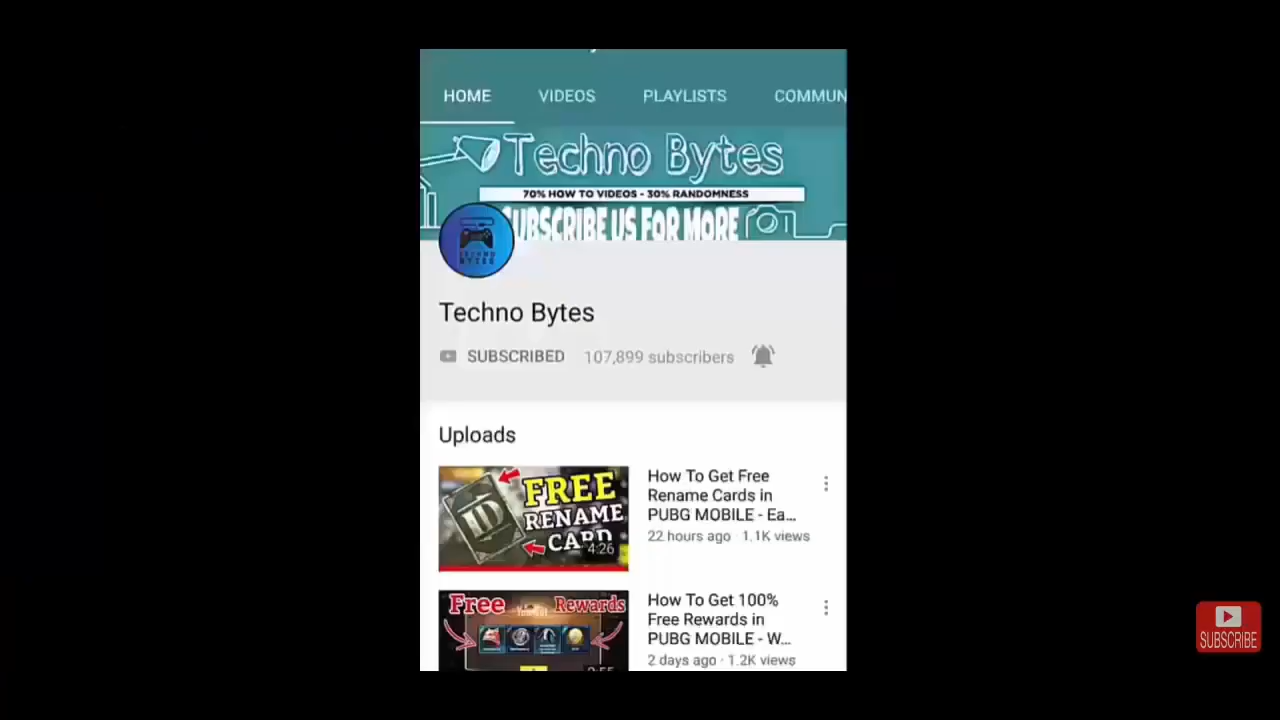 HOME VIDEOS PLAYLISTS COMMUN
Techno Bytes
70% HOW TO VIDEOS - 30% RANDOMNESS
SUBSCRIBE US FOR MORE
TECHNO
BYTES
Techno Bytes
SUBSCRIBED 107,899 subscribers
Uploads
FREE
RENAME
CARD
ID
4:26
How To Get Free
Rename Cards in
PUBG MOBILE - Ea...
22 hours ago · 1.1K views
Free Rewards
How To Get 100%
Free Rewards in
PUBG MOBILE - W...
2 days ago · 1.2K views
SUBSCRIBE